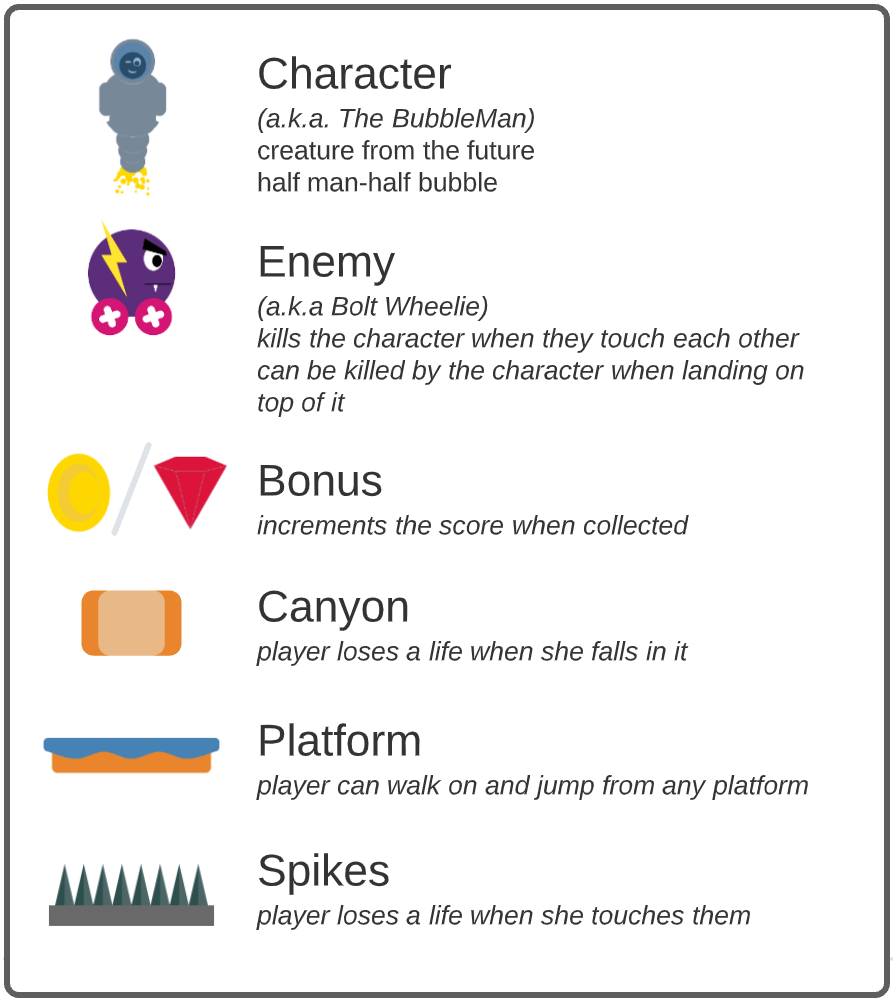 Character
(a.k.a. The BubbleMan)
creature from the future
half man-half bubble
Enemy
(a.k.a Bolt Wheelie)
kills the character when they touch each other
can be killed by the character when landing on
top of it
Bonus
increments the score when collected
Canyon
player loses a life when she falls in it
Platform
player can walk on and jump from any platform
Spikes
player loses a life when she touches them